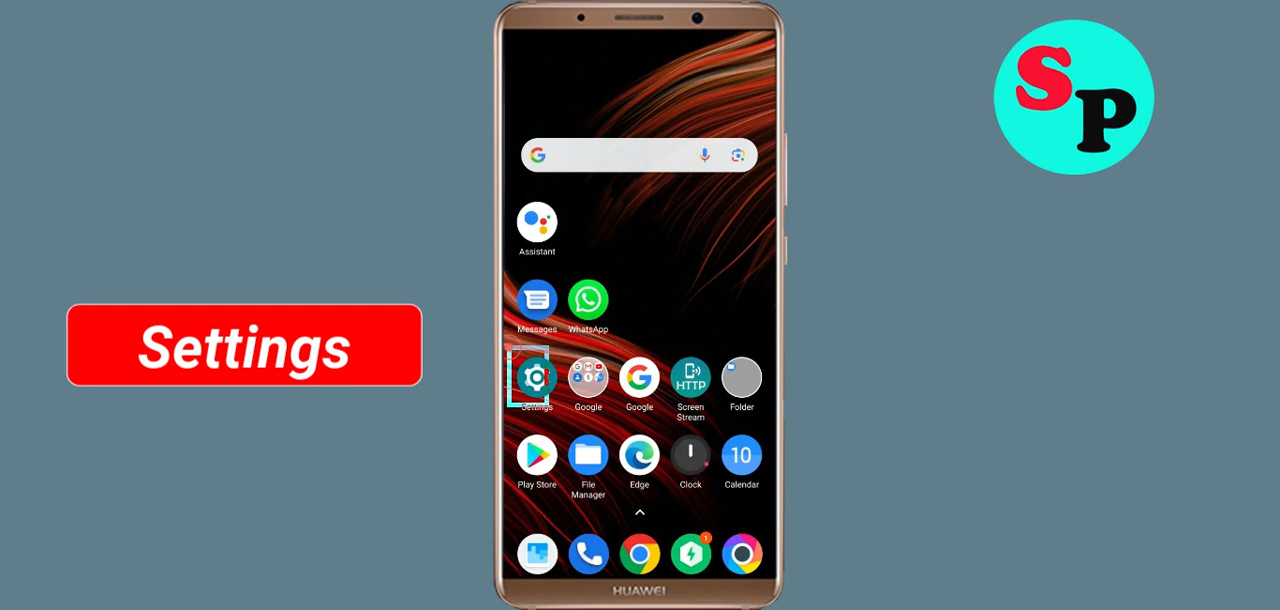 SP
Assistant
Messages WhatsApp
Settings
HTTP
Settings Google Google Screen Stream Folder
10
Play Store File Manager Edge Clock Calendar
1
HUAWEI